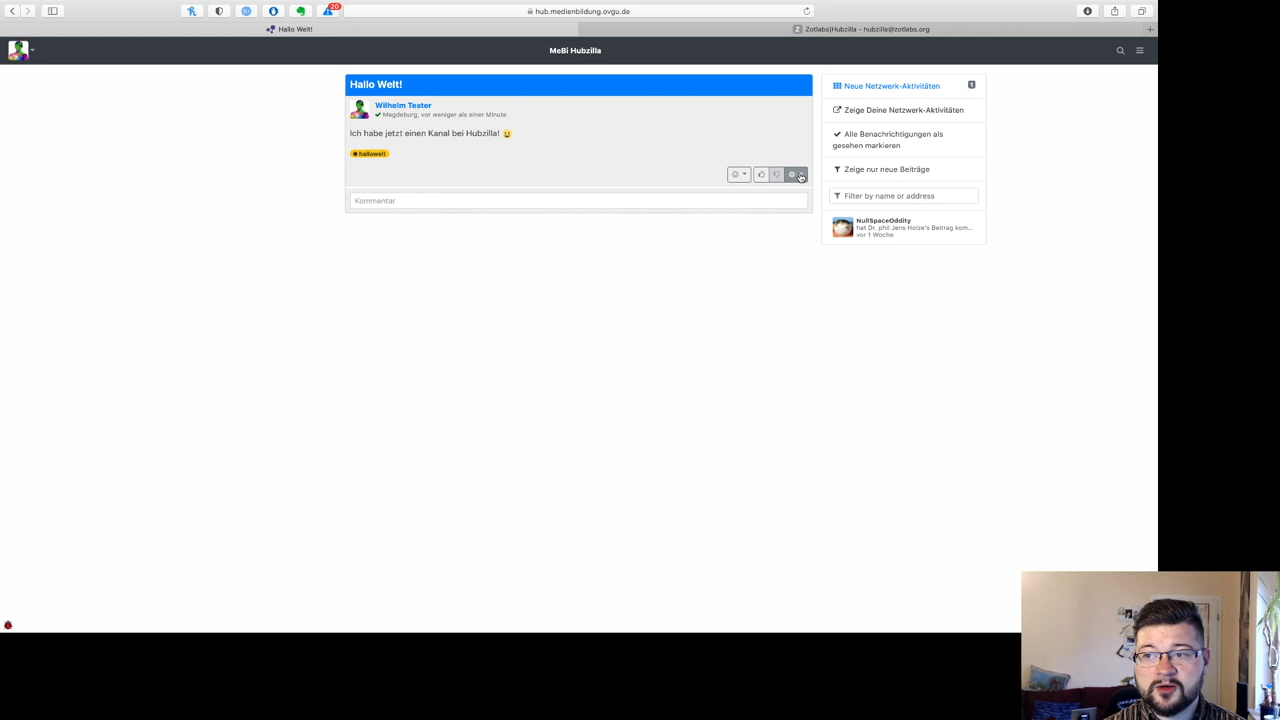 20
hub.medienbildung.ovgu.de
Hallo Welt!
Zotlabs|Hubzilla - hubzilla@zotlabs.org
MeBi Hubzilla
Hallo Welt!
Wilhelm Tester
Magdeburg, vor weniger als einer Minute
Ich habe jetzt einen Kanal bei Hubzilla! 😀
hallowelt
Kommentar
Neue Netzwerk-Aktivitäten
1
Zeige Deine Netzwerk-Aktivitäten
Alle Benachrichtigungen als
gesehen markieren
Zeige nur neue Beiträge
Filter by name or address
NullSpaceOddity
hat Dr. phil Jens Holze's Beitrag kom...
vor 1 Woche